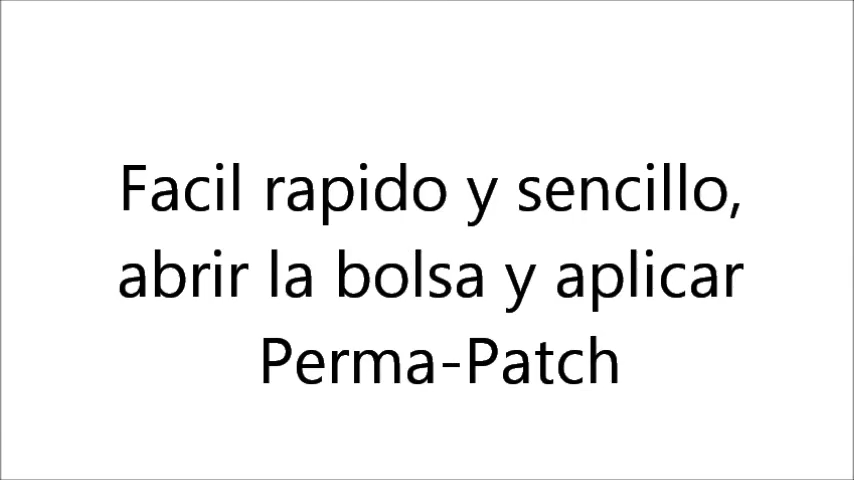 Facil rapido y sencillo,
abrir la bolsa y aplicar
Perma-Patch